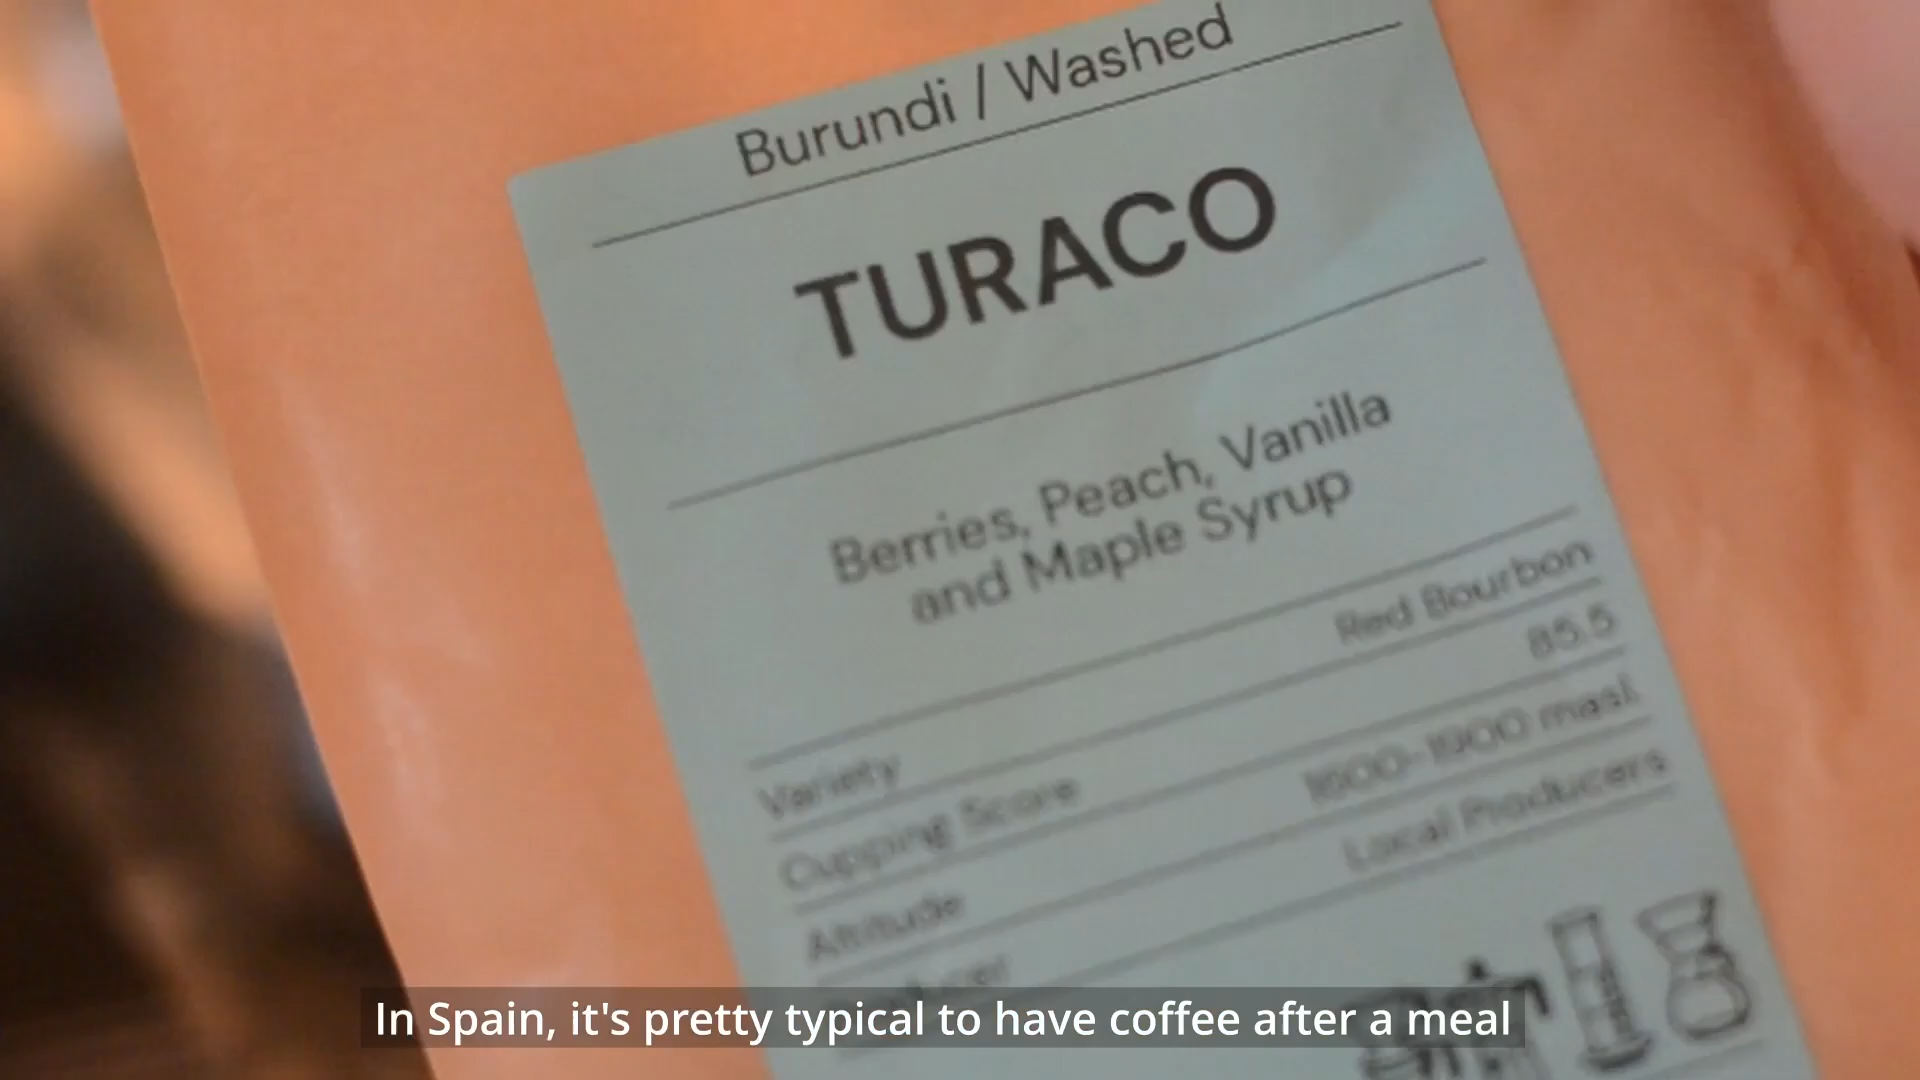 Burundi / Washed
TURACO
Berries, Peach, Vanilla
and Maple Syrup
Variety Red Bourbon
Cupping Score 85.5
Altitude 1600-1900 masl.
Local Producers
In Spain, it's pretty typical to have coffee after a meal